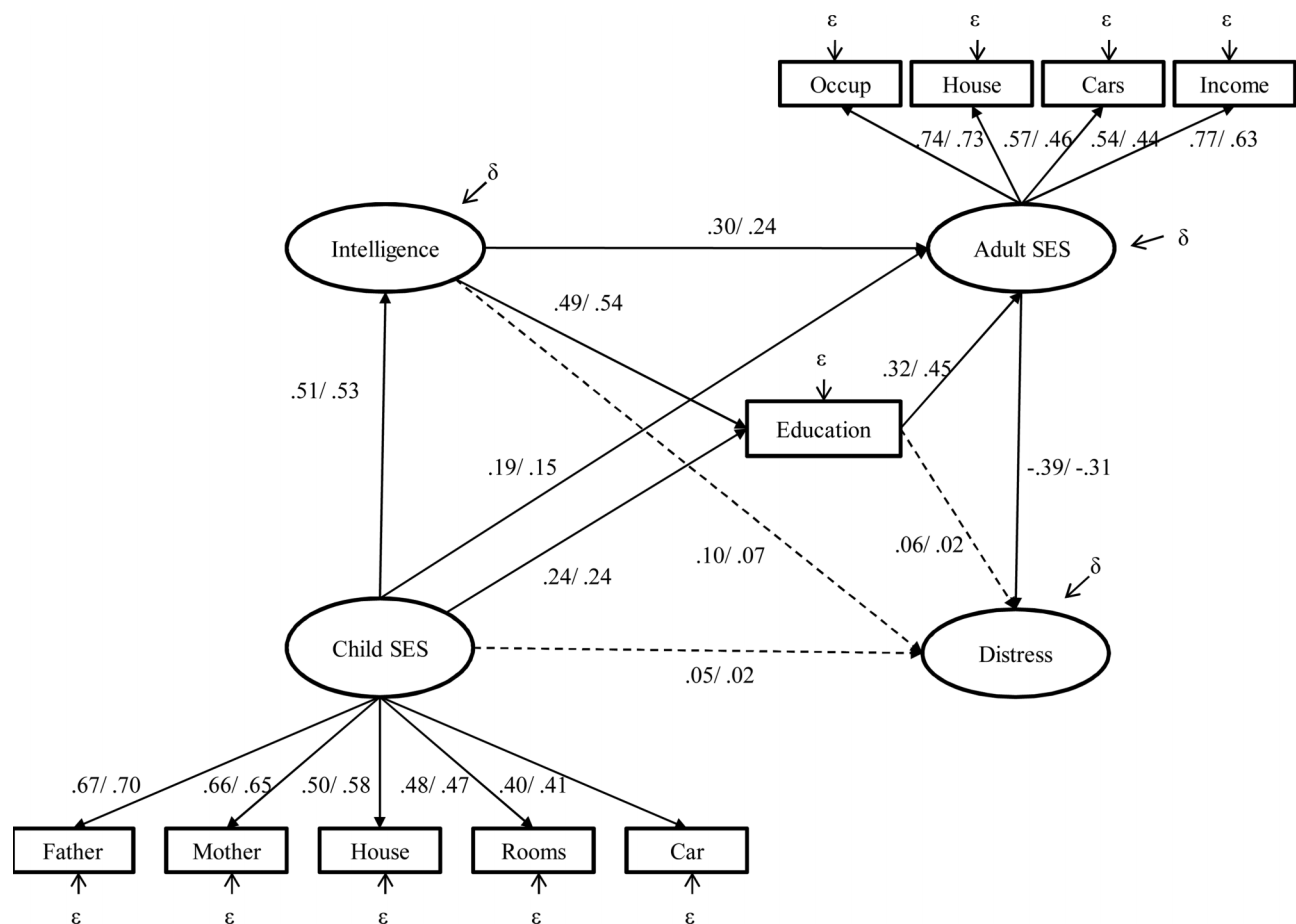 ε ε ε ε
Occup House Cars Income
.74/ .73 .57/ .46 .54/ .44 .77/ .63
δ
Intelligence .30/ .24 Adult SES δ
.49/ .54
ε
.51/ .53 .32/ .45
Education
.19/ .15 -.39/ -.31
.06/ .02
.10/ .07
.24/ .24 δ
Child SES Distress
.05/ .02
.67/ .70 .66/ .65 .50/ .58 .48/ .47 .40/ .41
Father Mother House Rooms Car
ε ε ε ε ε